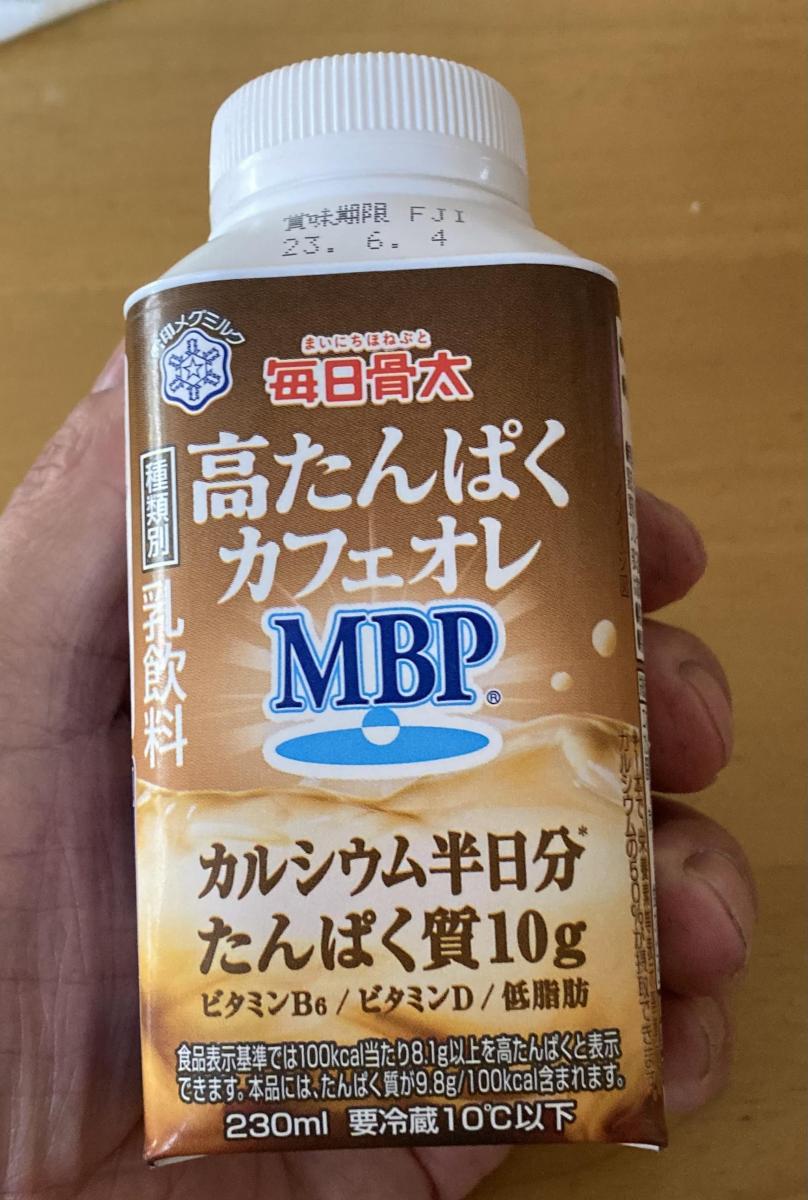 賞味期限 FJI
23. 6. 4
雪印メグミルク
まいにちほねぶと
毎日骨太
高たんぱく
カフェオレ
種類別
乳飲料
MBP®
カルシウム半日分*
たんぱく質10g
ビタミンB6 / ビタミンD / 低脂肪
食品表示基準では100kcal当たり8.1g以上を高たんぱくと表示
できます。本品には、たんぱく質が9.8g/100kcal含まれます。
230ml 要冷蔵10℃以下